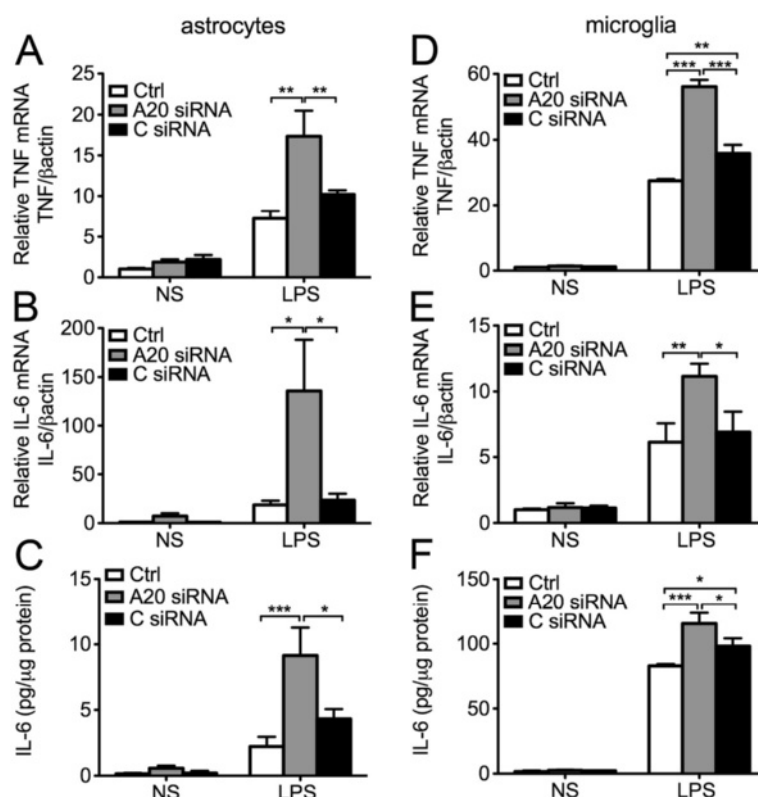 astrocytes
A
Relative TNF mRNA
TNF/βactin
25
20
15
10
5
0
Ctrl
A20 siRNA
C siRNA
** **
NS LPS
B
Relative IL-6 mRNA
IL-6/βactin
200
150
100
50
0
Ctrl
A20 siRNA
C siRNA
* *
NS LPS
C
IL-6 (pg/μg protein)
15
10
5
0
Ctrl
A20 siRNA
C siRNA
*** *
NS LPS
microglia
D
Relative TNF mRNA
TNF/βactin
60
40
20
0
Ctrl
A20 siRNA
C siRNA
**
*** ***
NS LPS
E
Relative IL-6 mRNA
IL-6/βactin
15
10
5
0
Ctrl
A20 siRNA
C siRNA
** *
NS LPS
F
IL-6 (pg/μg protein)
150
100
50
0
Ctrl
A20 siRNA
C siRNA
*
*** *
NS LPS